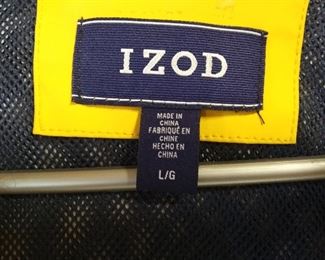 IZOD
MADE IN
CHINA
FABRIQUÉ EN
CHINE
HECHO EN
CHINA
L/G